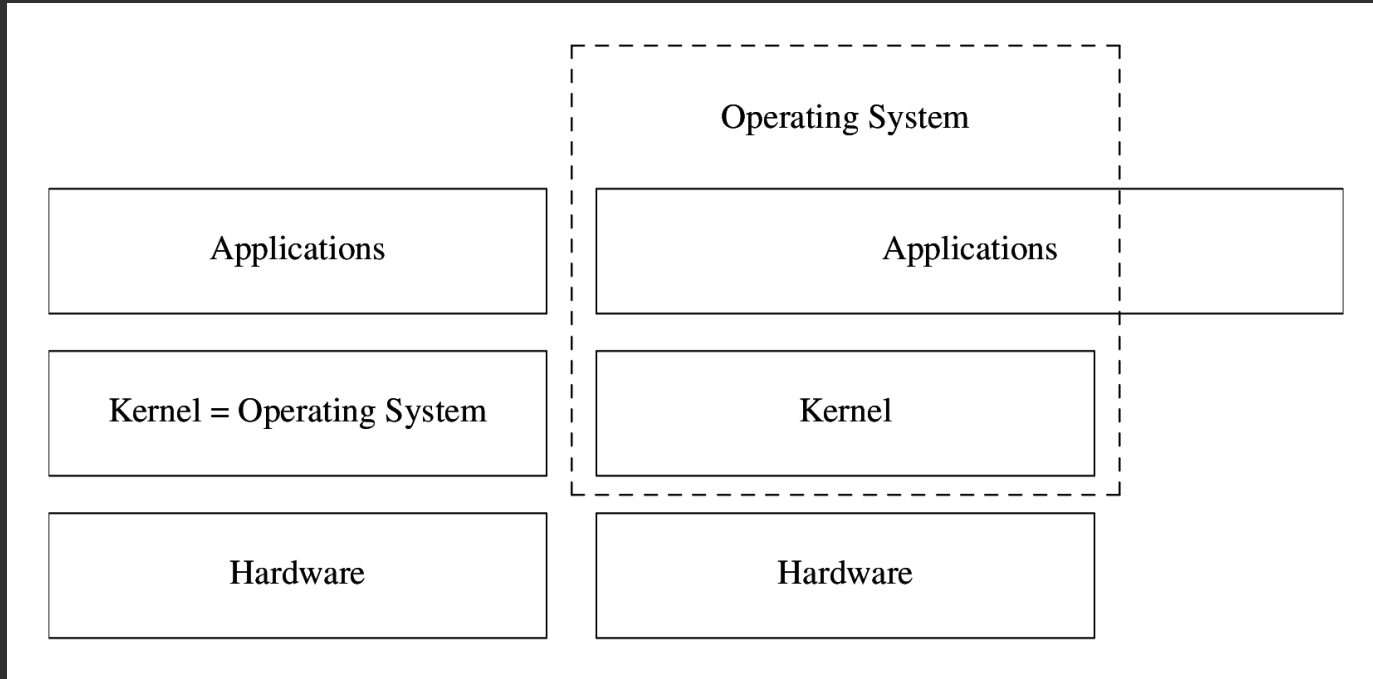 Operating System
Applications
Applications
Kernel = Operating System
Kernel
Hardware
Hardware